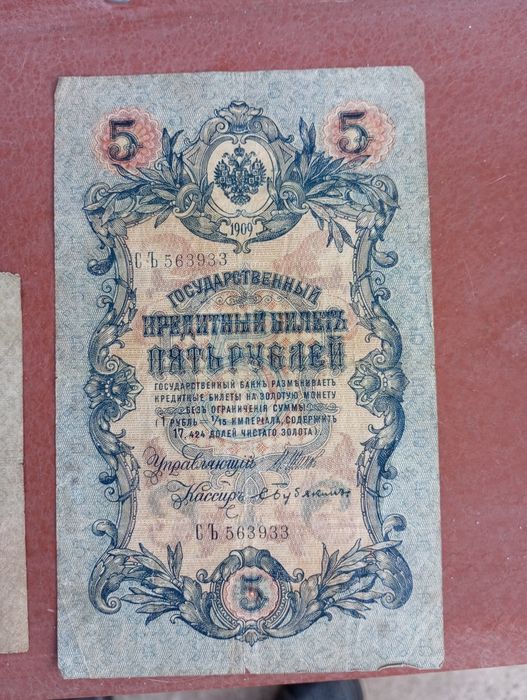 5 5
1909
СЪ 563933
ГОСУДАРСТВЕННЫЙ
КРЕДИТНЫЙ БИЛЕТЪ
ПЯТЬ РУБЛЕЙ
ГОСУДАРСТВЕННЫЙ БАНКЪ РАЗМѢНИВАЕТЪ
КРЕДИТНЫЕ БИЛЕТЫ НА ЗОЛОТУЮ МОНЕТУ
БЕЗЪ ОГРАНИЧЕНІЯ СУММЫ
(1 РУБЛЬ = 1/15 ИМПЕРІАЛА, СОДЕРЖИТЪ
17,424 ДОЛЕЙ ЧИСТАГО ЗОЛОТА).
Управляющій
Кассиръ
СЪ 563933
5